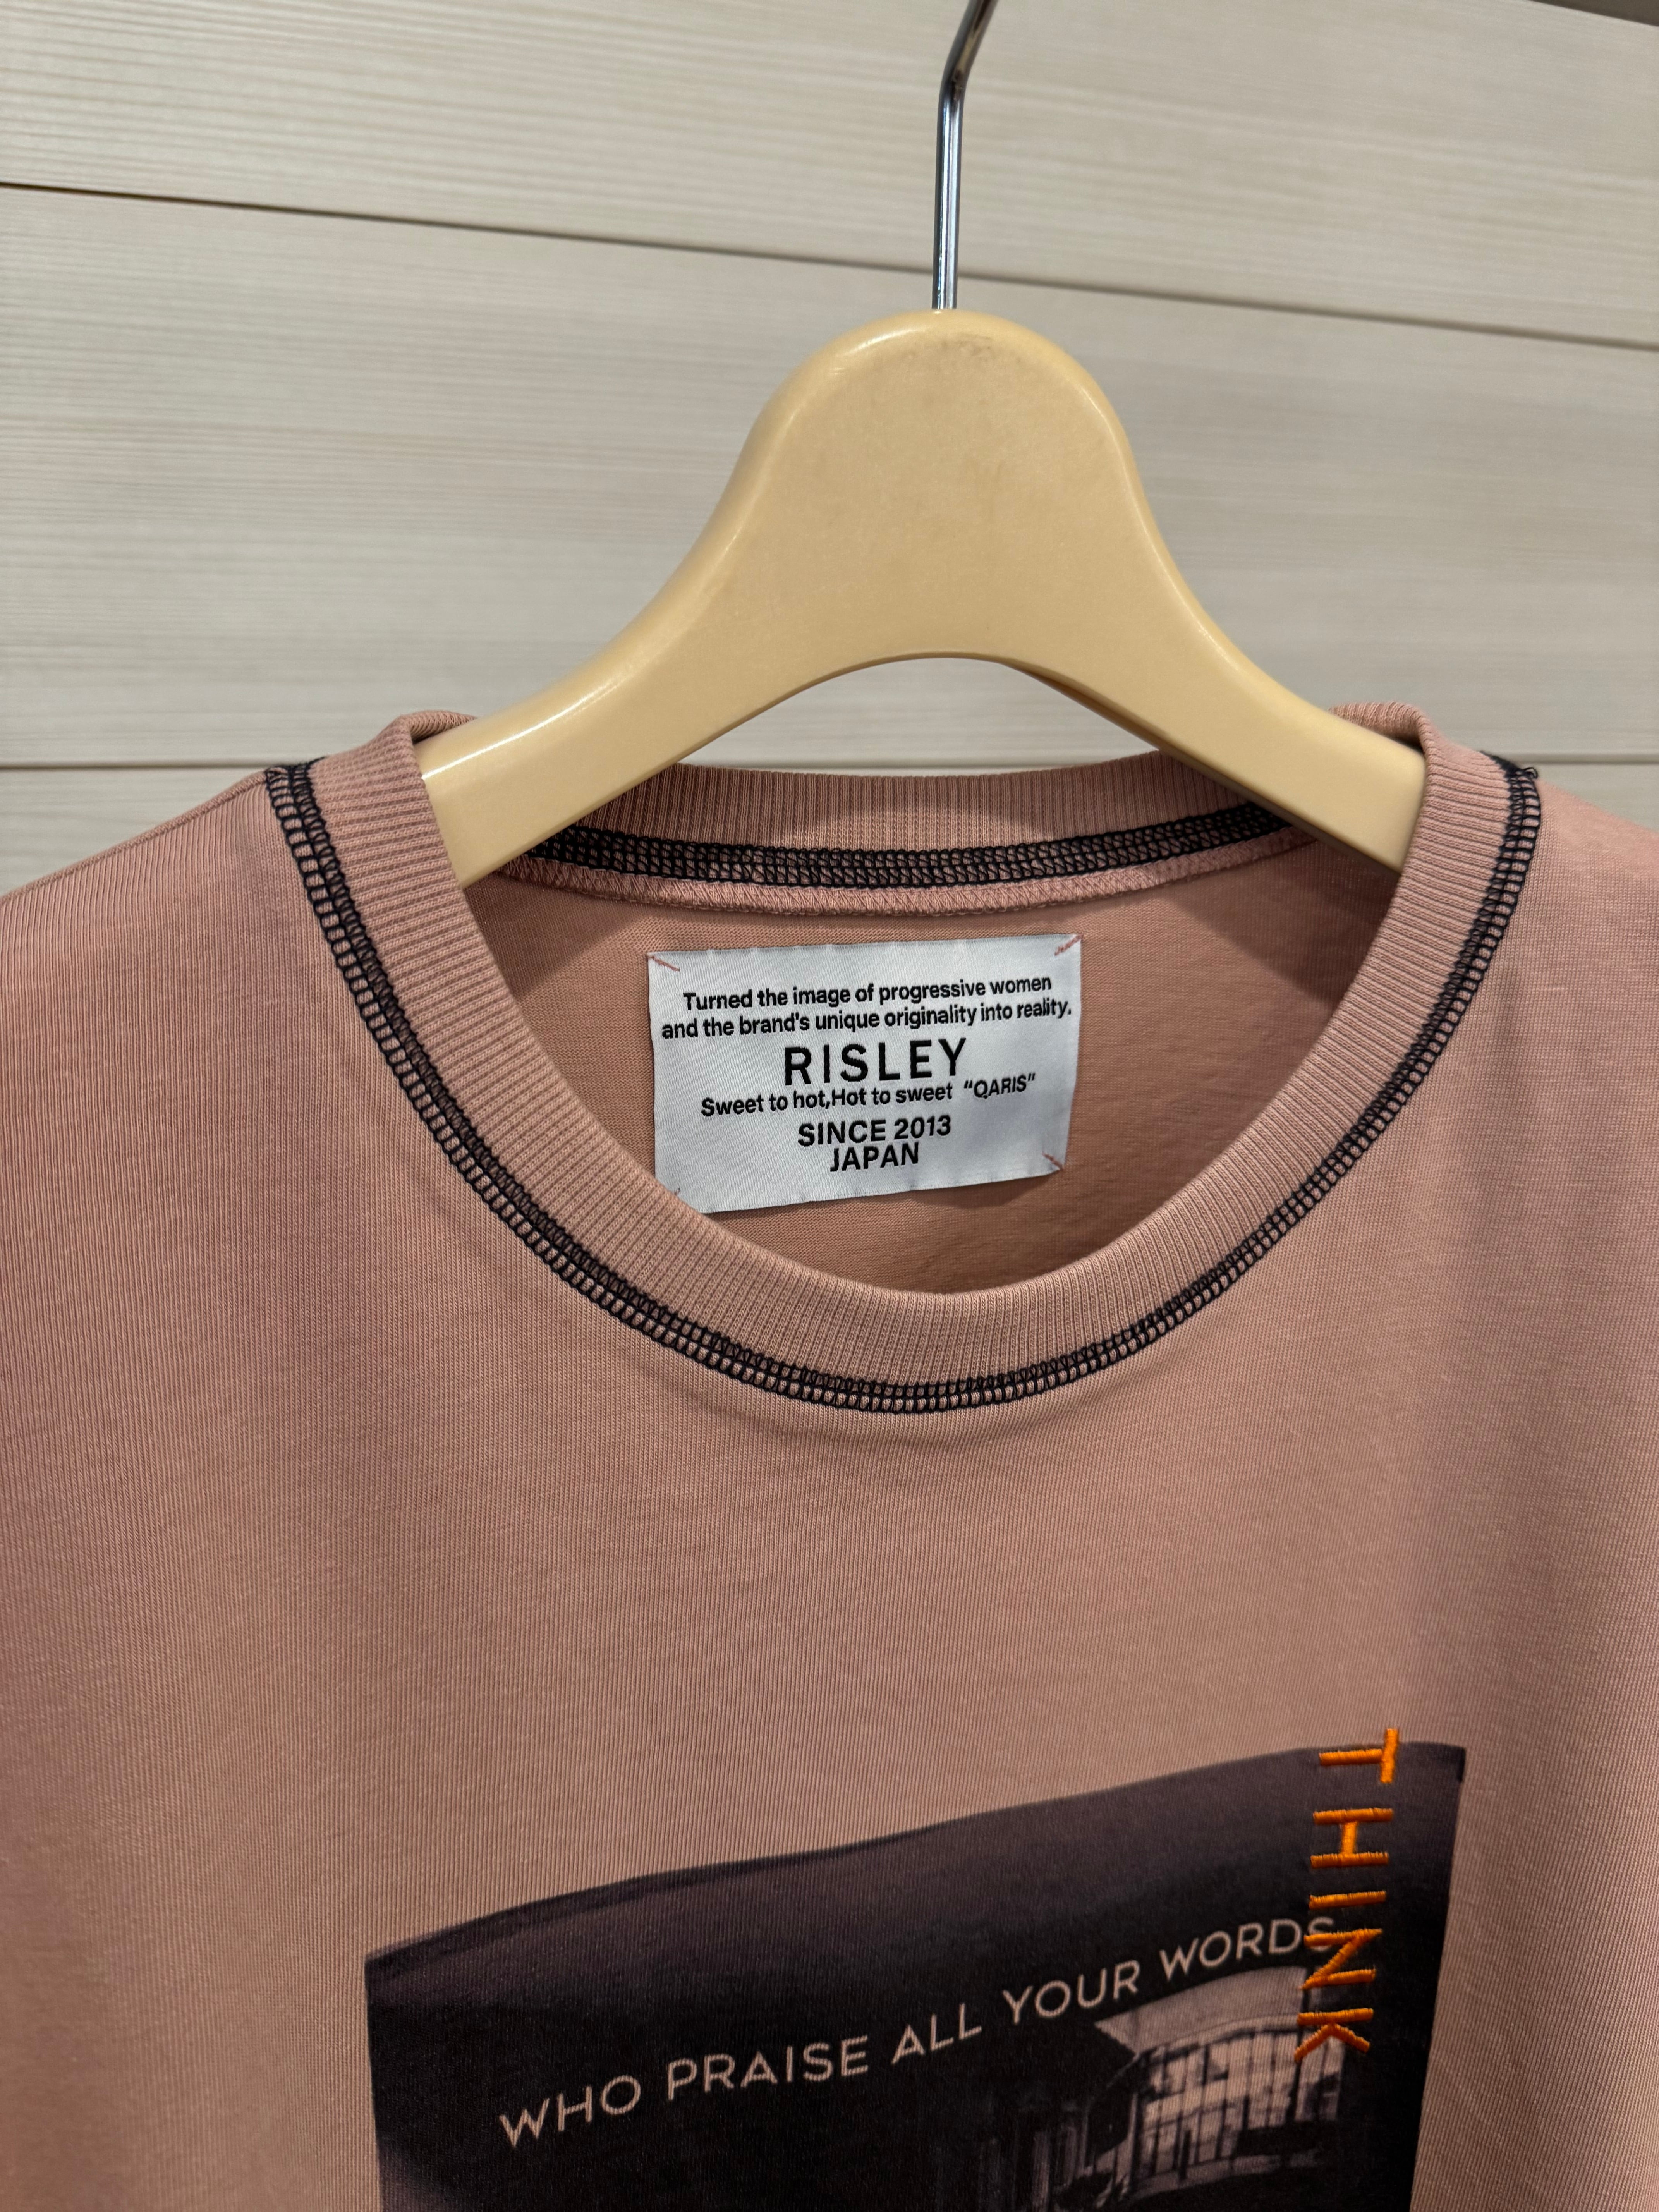 Turned the image of progressive women
and the brand's unique originality into reality.
RISLEY
Sweet to hot,Hot to sweet “QARIS”
SINCE 2013
JAPAN
THINK
WHO PRAISE ALL YOUR WORDS